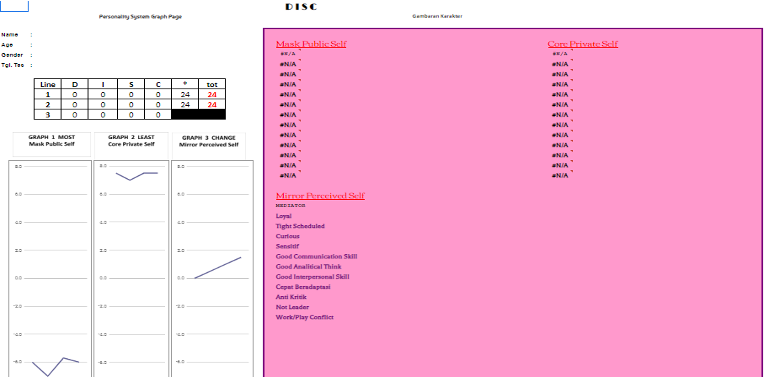 DISC
Personality System Graph Page
Gambaran Karakter
Name :
Age :
Gender :
Tgl. Tes :
Line D I S C * tot
1 0 0 0 0 24 24
2 0 0 0 0 24 24
3 0 0 0 0
GRAPH 1 MOST
Mask Public Self
GRAPH 2 LEAST
Core Private Self
GRAPH 3 CHANGE
Mirror Perceived Self
8.0
6.0
4.0
2.0
0.0
-2.0
-4.0
-6.0
8.0
6.0
4.0
2.0
0.0
-2.0
-4.0
-6.0
8.0
6.0
4.0
2.0
0.0
-2.0
-4.0
-6.0
Mask Public Self
#N/A
#N/A
#N/A
#N/A
#N/A
#N/A
#N/A
#N/A
#N/A
#N/A
#N/A
#N/A
#N/A
Core Private Self
#N/A
#N/A
#N/A
#N/A
#N/A
#N/A
#N/A
#N/A
#N/A
#N/A
#N/A
#N/A
#N/A
Mirror Perceived Self
MEDIATOR
Loyal
Tight Scheduled
Curious
Sensitif
Good Communication Skill
Good Analitical Think
Good Interpersonal Skill
Cepat Beradaptasi
Anti Kritik
Not Leader
Work/Play Conflict